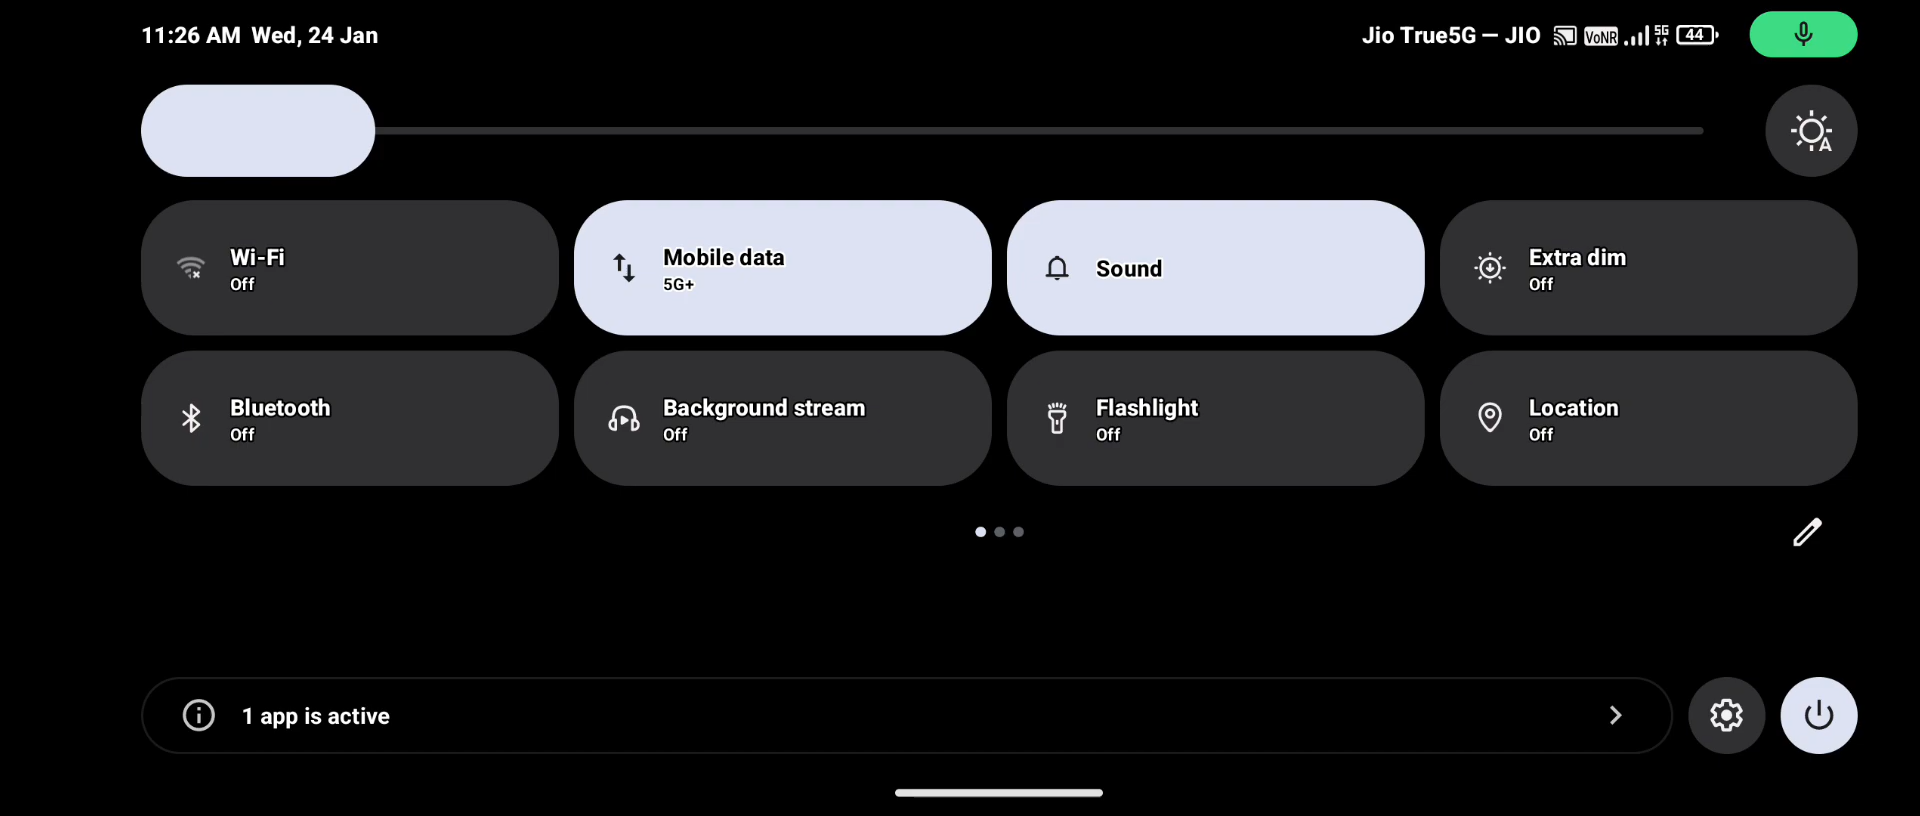 11:26 AM Wed, 24 Jan
Jio True5G — JIO VoNR 5G 44
A
Wi-Fi
Off
Mobile data
5G+
Sound
Extra dim
Off
Bluetooth
Off
Background stream
Off
Flashlight
Off
Location
Off
1 app is active